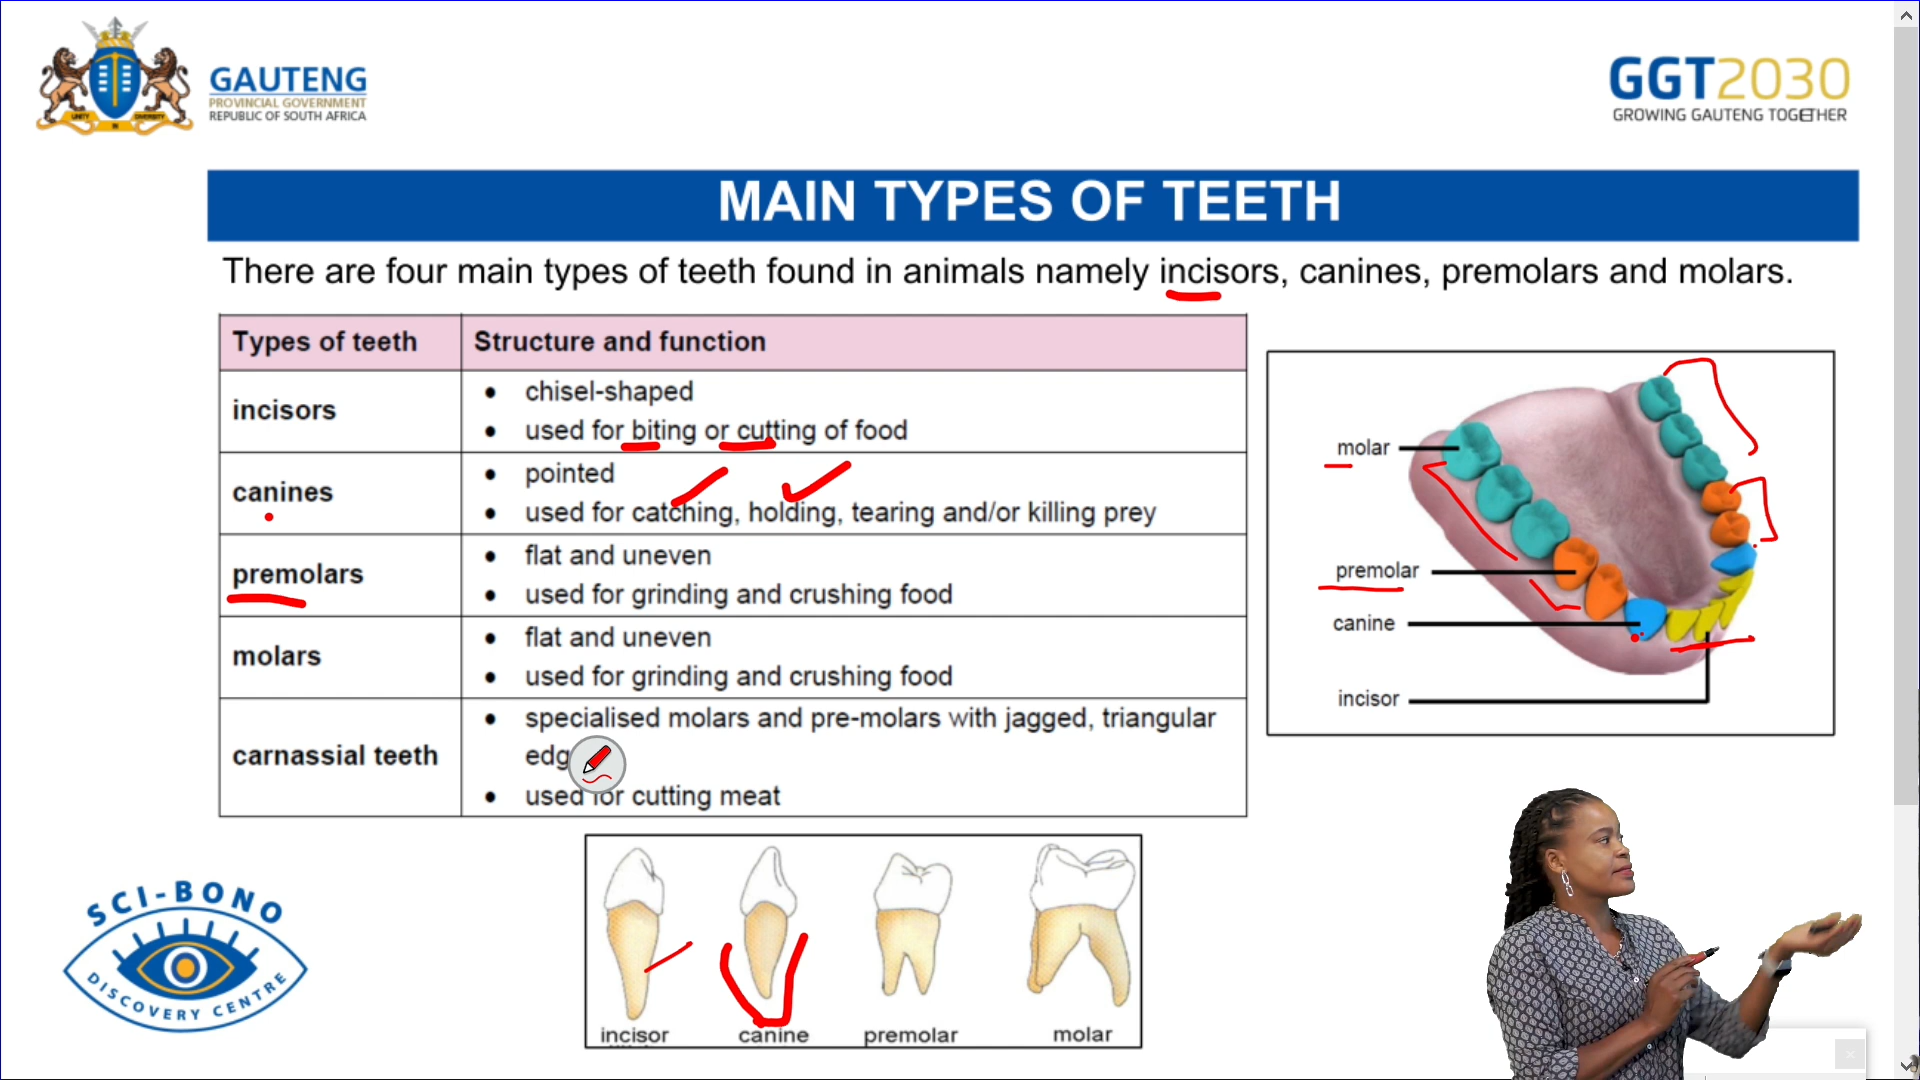 GAUTENG
PROVINCIAL GOVERNMENT
REPUBLIC OF SOUTH AFRICA
UNITY IN DIVERSITY
GGT2030
GROWING GAUTENG TOGETHER
MAIN TYPES OF TEETH
There are four main types of teeth found in animals namely incisors, canines, premolars and molars.
Types of teeth
Structure and function
incisors
• chisel-shaped
• used for biting or cutting of food
canines
• pointed
• used for catching, holding, tearing and/or killing prey
premolars
• flat and uneven
• used for grinding and crushing food
molars
• flat and uneven
• used for grinding and crushing food
carnassial teeth
• specialised molars and pre-molars with jagged, triangular
edg
• used for cutting meat
molar
premolar
canine
incisor
incisor
canine
premolar
molar
SCI-BONO
DISCOVERY CENTRE